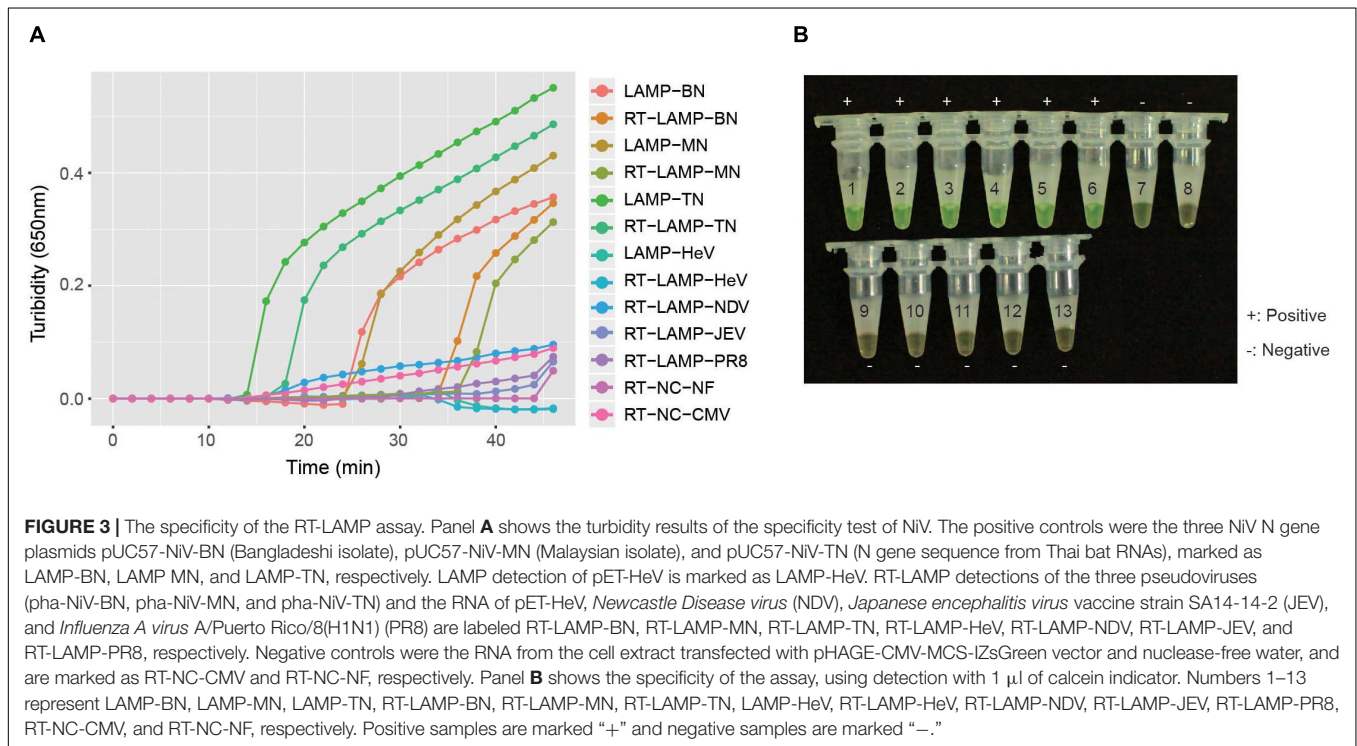 A
B
Turbidity (650nm)
0.4
0.2
0.0
0
10
20
30
40
Time (min)
LAMP−BN
RT−LAMP−BN
LAMP−MN
RT−LAMP−MN
LAMP−TN
RT−LAMP−TN
LAMP−HeV
RT−LAMP−HeV
RT−LAMP−NDV
RT−LAMP−JEV
RT−LAMP−PR8
RT−NC−NF
RT−NC−CMV
+ + + + + + - -
1 2 3 4 5 6 7 8
9 10 11 12 13
- - - - -
+: Positive
-: Negative
FIGURE 3 | The specificity of the RT-LAMP assay. Panel A shows the turbidity results of the specificity test of NiV. The positive controls were the three NiV N gene
plasmids pUC57-NiV-BN (Bangladeshi isolate), pUC57-NiV-MN (Malaysian isolate), and pUC57-NiV-TN (N gene sequence from Thai bat RNAs), marked as
LAMP-BN, LAMP MN, and LAMP-TN, respectively. LAMP detection of pET-HeV is marked as LAMP-HeV. RT-LAMP detections of the three pseudoviruses
(pha-NiV-BN, pha-NiV-MN, and pha-NiV-TN) and the RNA of pET-HeV, Newcastle Disease virus (NDV), Japanese encephalitis virus vaccine strain SA14-14-2 (JEV),
and Influenza A virus A/Puerto Rico/8(H1N1) (PR8) are labeled RT-LAMP-BN, RT-LAMP-MN, RT-LAMP-TN, RT-LAMP-HeV, RT-LAMP-NDV, RT-LAMP-JEV, and
RT-LAMP-PR8, respectively. Negative controls were the RNA from the cell extract transfected with pHAGE-CMV-MCS-IZsGreen vector and nuclease-free water, and
are marked as RT-NC-CMV and RT-NC-NF, respectively. Panel B shows the specificity of the assay, using detection with 1 µl of calcein indicator. Numbers 1–13
represent LAMP-BN, LAMP-MN, LAMP-TN, RT-LAMP-BN, RT-LAMP-MN, RT-LAMP-TN, LAMP-HeV, RT-LAMP-HeV, RT-LAMP-NDV, RT-LAMP-JEV, RT-LAMP-PR8,
RT-NC-CMV, and RT-NC-NF, respectively. Positive samples are marked “+” and negative samples are marked “−.”